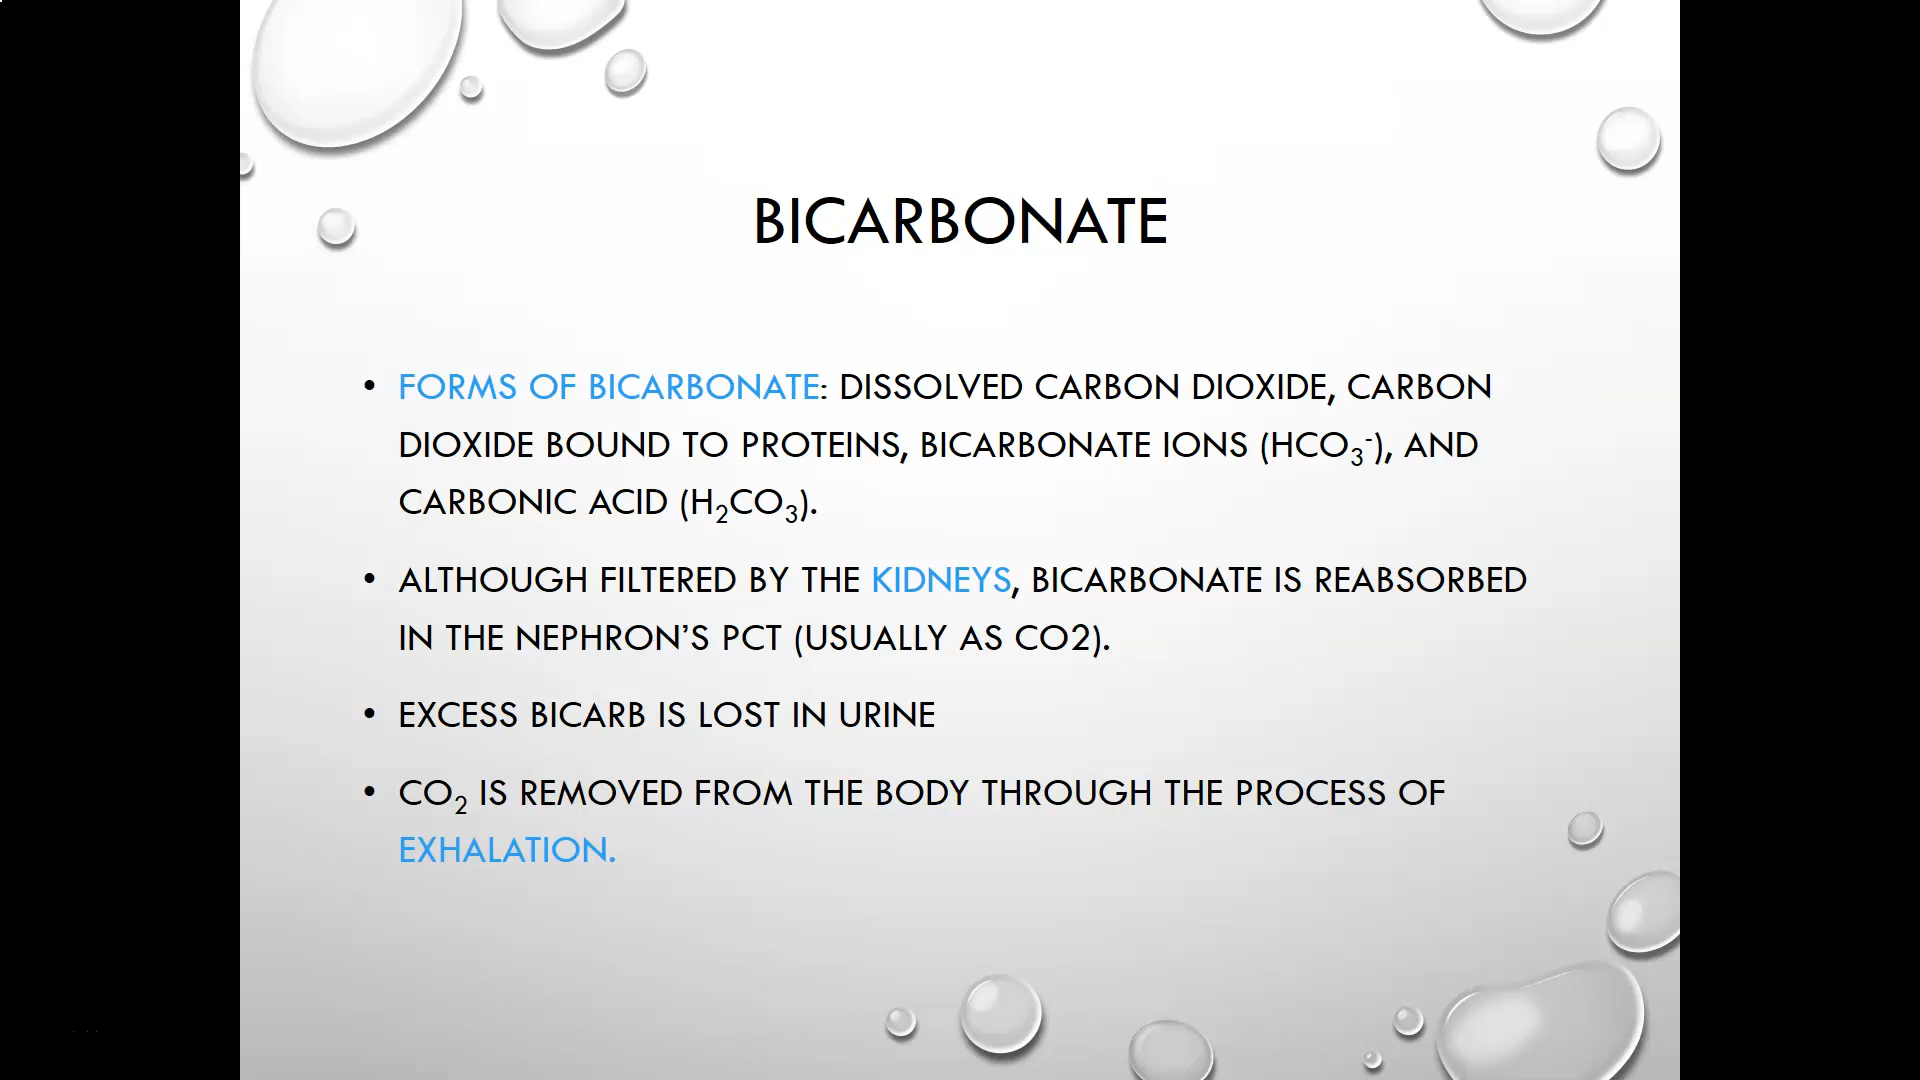 BICARBONATE
• FORMS OF BICARBONATE: DISSOLVED CARBON DIOXIDE, CARBON
DIOXIDE BOUND TO PROTEINS, BICARBONATE IONS (HCO₃⁻), AND
CARBONIC ACID (H₂CO₃).
• ALTHOUGH FILTERED BY THE KIDNEYS, BICARBONATE IS REABSORBED
IN THE NEPHRON’S PCT (USUALLY AS CO2).
• EXCESS BICARB IS LOST IN URINE
• CO₂ IS REMOVED FROM THE BODY THROUGH THE PROCESS OF
EXHALATION.